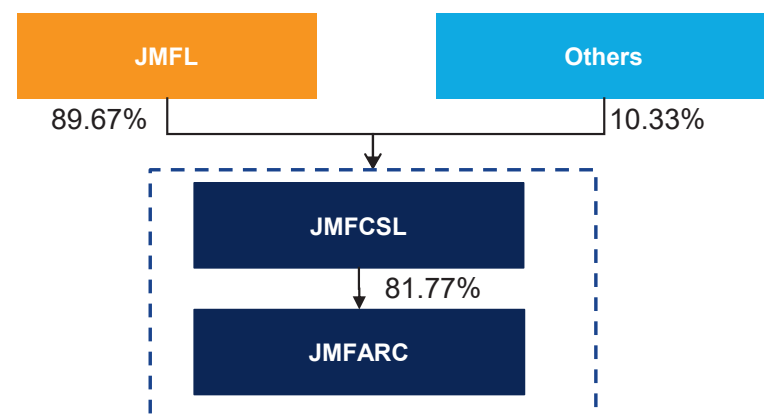 JMFL
Others
89.67%
10.33%
JMFCSL
81.77%
JMFARC